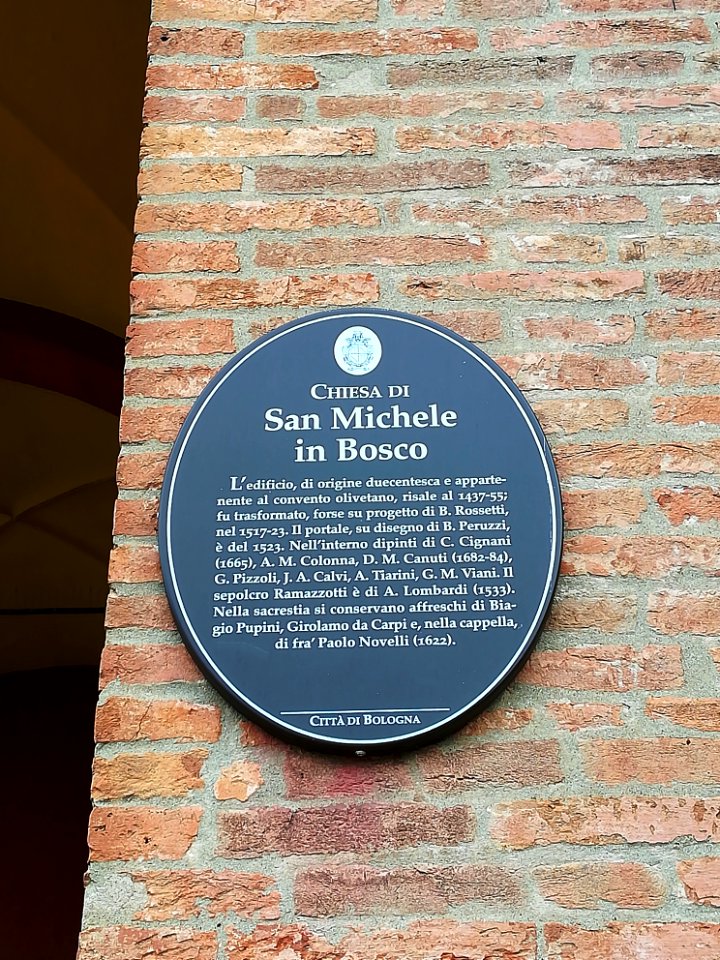 CHIESA DI
San Michele
in Bosco
L'edificio, di origine duecentesca e apparte-
nente al convento olivetano, risale al 1437-55;
fu trasformato, forse su progetto di B. Rossetti,
nel 1517-23. Il portale, su disegno di B. Peruzzi,
è del 1523. Nell'interno dipinti di C. Cignani
(1665), A. M. Colonna, D. M. Canuti (1682-84),
G. Pizzoli, J. A. Calvi, A. Tiarini, G. M. Viani. Il
sepolcro Ramazzotti è di A. Lombardi (1533).
Nella sacrestia si conservano affreschi di Bia-
gio Pupini, Girolamo da Carpi e, nella cappella,
di fra' Paolo Novelli (1622).
CITTÀ DI BOLOGNA